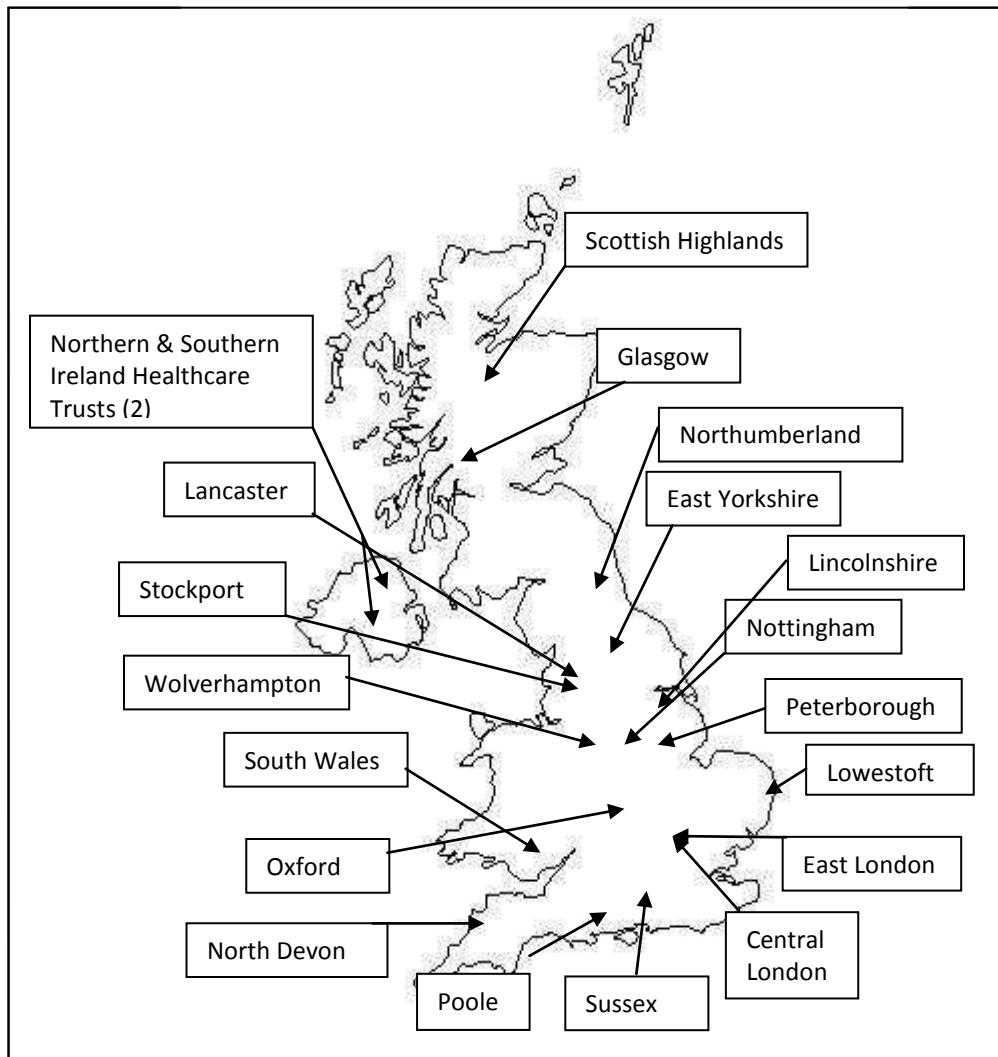 Scottish Highlands
Northern & Southern
Ireland Healthcare
Trusts (2)
Glasgow
Northumberland
Lancaster
East Yorkshire
Lincolnshire
Stockport
Nottingham
Wolverhampton
Peterborough
South Wales
Lowestoft
Oxford
East London
North Devon
Central
London
Poole
Sussex